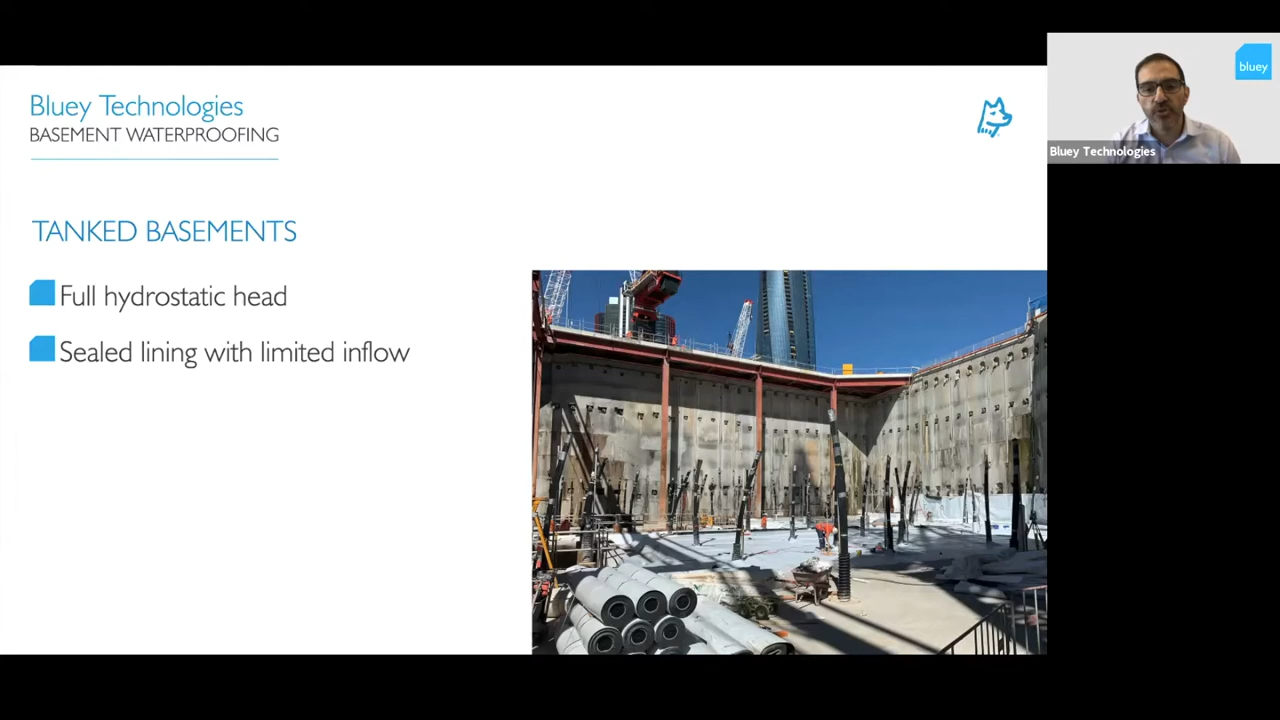 Bluey Technologies
BASEMENT WATERPROOFING
TANKED BASEMENTS
Full hydrostatic head
Sealed lining with limited inflow
bluey
Bluey Technologies